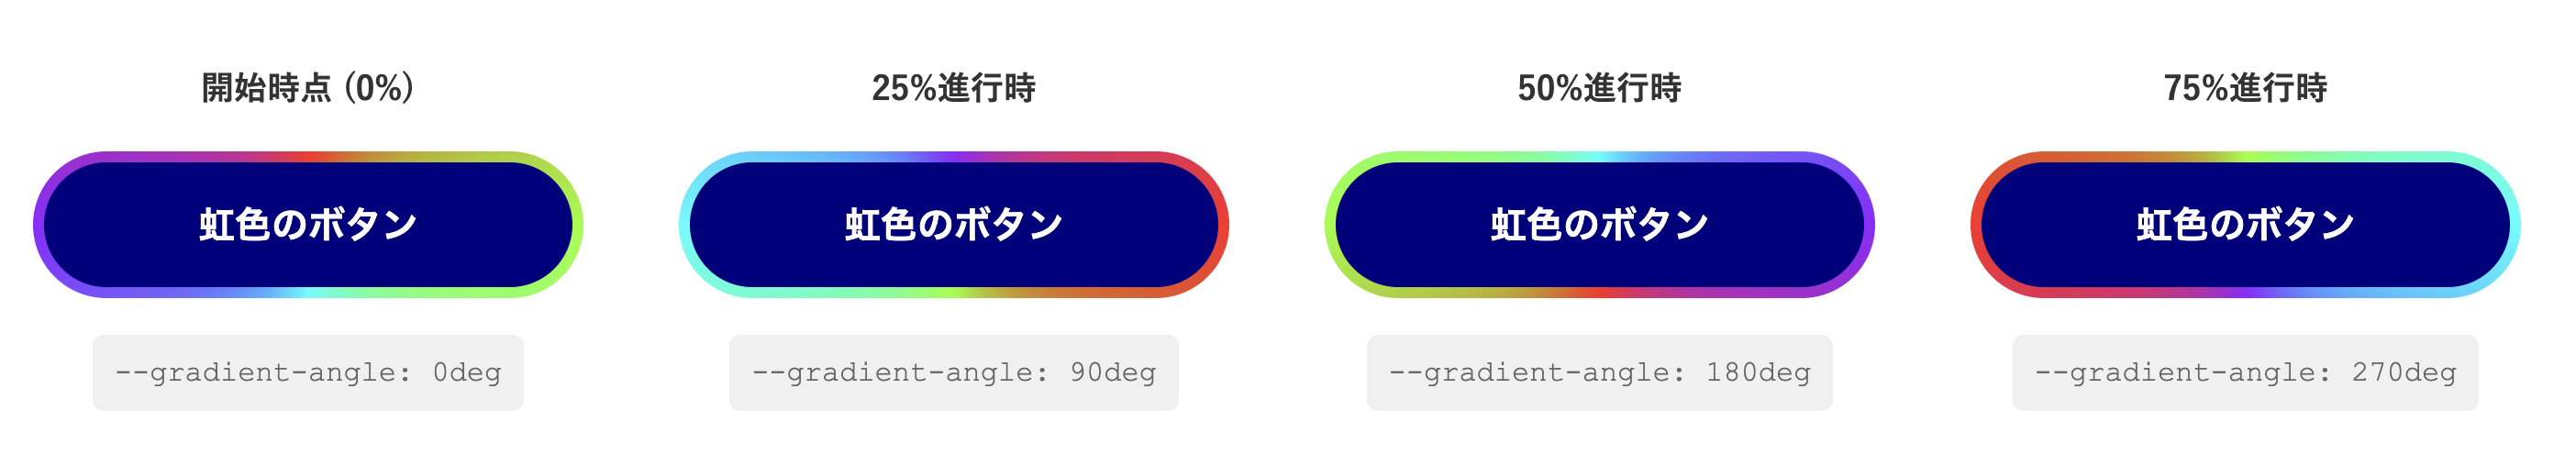 開始時点 (0%)
25%進行時
50%進行時
75%進行時
虹色のボタン
虹色のボタン
虹色のボタン
虹色のボタン
--gradient-angle: 0deg
--gradient-angle: 90deg
--gradient-angle: 180deg
--gradient-angle: 270deg